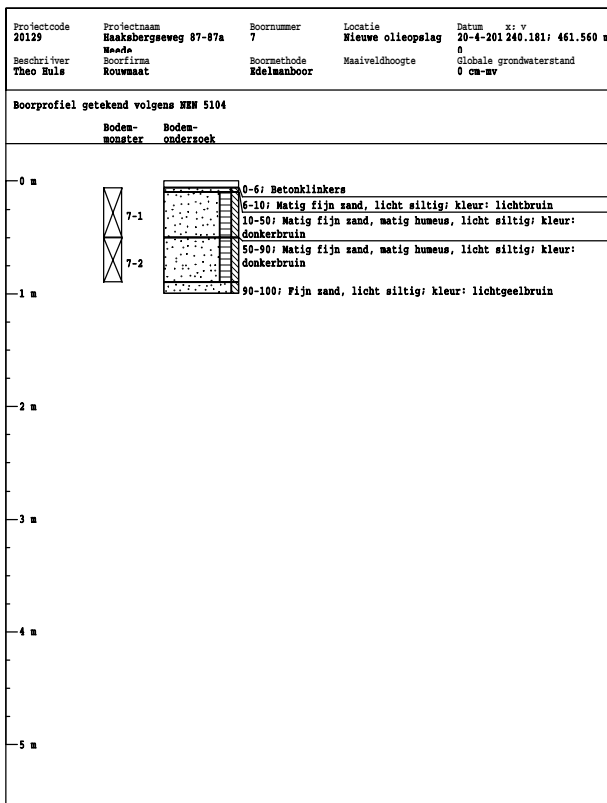 Projectcode Projectnaam Boornummer Locatie Datum x; y
20129 Haaksbergseweg 87-87a 7 Nieuwe olieopslag 20-4-201 240.181; 461.560 m
Neede 0
Beschrijver Boorfirma Boormethode Maaiveldhoogte Globale grondwaterstand
Theo Huls Rouwmaat Edelmanboor 0 cm-mv
Boorprofiel getekend volgens NEN 5104
Bodem- Bodem-
monster onderzoek
0 m
0-6; Betonklinkers
6-10; Matig fijn zand, licht siltig; kleur: lichtbruin
7-1
10-50; Matig fijn zand, matig humeus, licht siltig; kleur:
donkerbruin
50-90; Matig fijn zand, matig humeus, licht siltig; kleur:
donkerbruin
7-2
90-100; Fijn zand, licht siltig; kleur: lichtgeelbruin
1 m
2 m
3 m
4 m
5 m